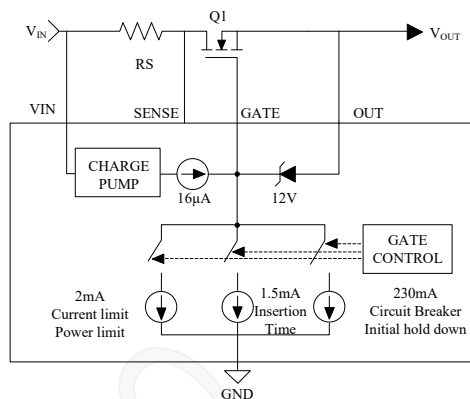 Q1
VIN
VOUT
RS
VIN
SENSE
GATE
OUT
CHARGE
PUMP
16µA
12V
GATE
CONTROL
2mA
Current limit
Power limit
1.5mA
Insertion
Time
230mA
Circuit Breaker
Initial hold down
GND